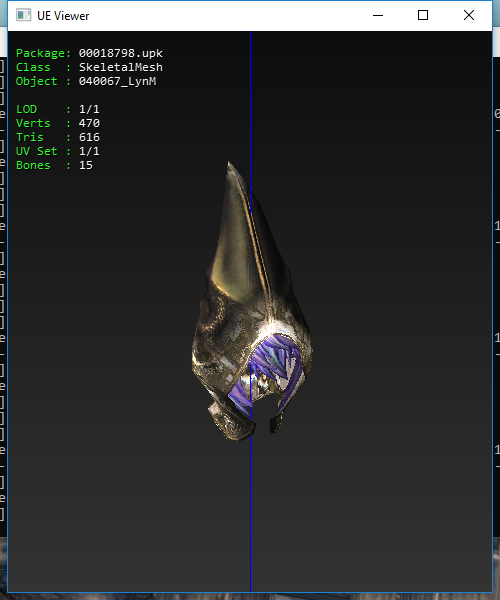 UE Viewer
Package: 00018798.upk
Class : SkeletalMesh
Object : 040067_LynM
LOD : 1/1
Verts : 470
Tris : 616
UV Set : 1/1
Bones : 15